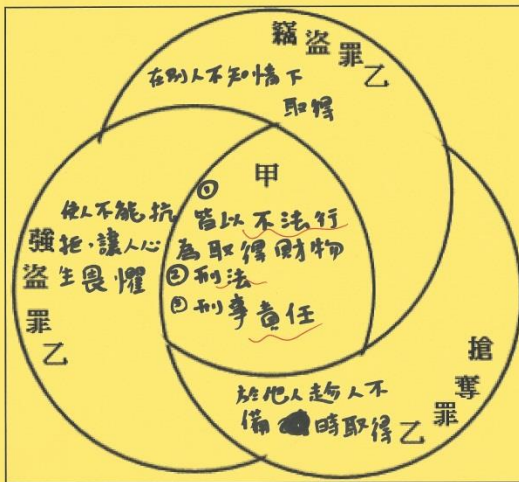 竊盜罪乙
在別人不知情下
取得
甲
①
皆以不法行
為取得財物
②刑法
③刑事責任
強盜罪乙
使人不能抗
拒,讓人心
生畏懼
搶奪罪乙
於他人趁人不
備時取得